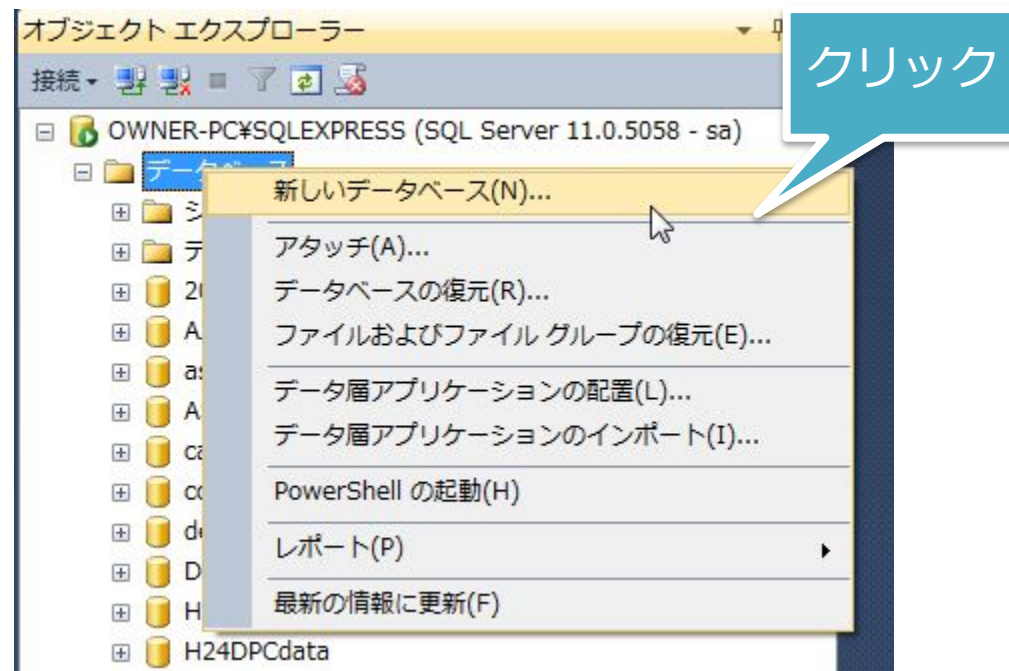 オブジェクト エクスプローラー
クリック
接続
OWNER-PC¥SQLEXPRESS (SQL Server 11.0.5058 - sa)
データベース
新しいデータベース(N)...
アタッチ(A)...
データベースの復元(R)...
ファイルおよびファイル グループの復元(E)...
データ層アプリケーションの配置(L)...
データ層アプリケーションのインポート(I)...
PowerShell の起動(H)
レポート(P)
最新の情報に更新(F)
H24DPCdata